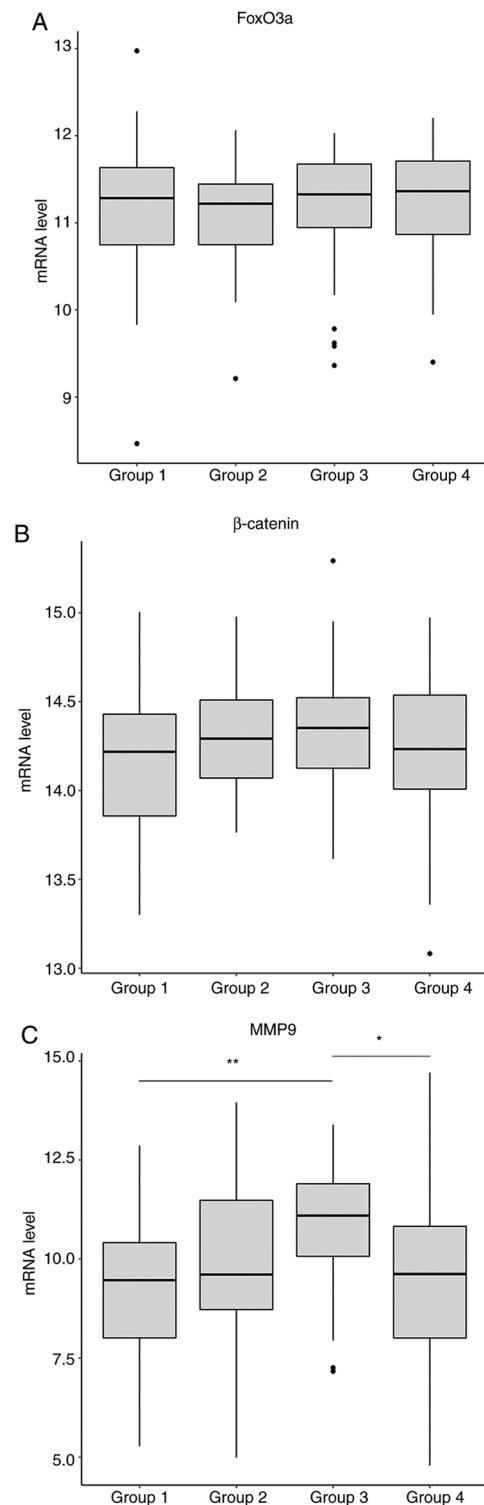 A
FoxO3a
13
12
11
10
9
mRNA level
Group 1 Group 2 Group 3 Group 4
B
β-catenin
15.0
14.5
14.0
13.5
13.0
mRNA level
Group 1 Group 2 Group 3 Group 4
C
MMP9
15.0
12.5
10.0
7.5
5.0
mRNA level
**
*
Group 1 Group 2 Group 3 Group 4